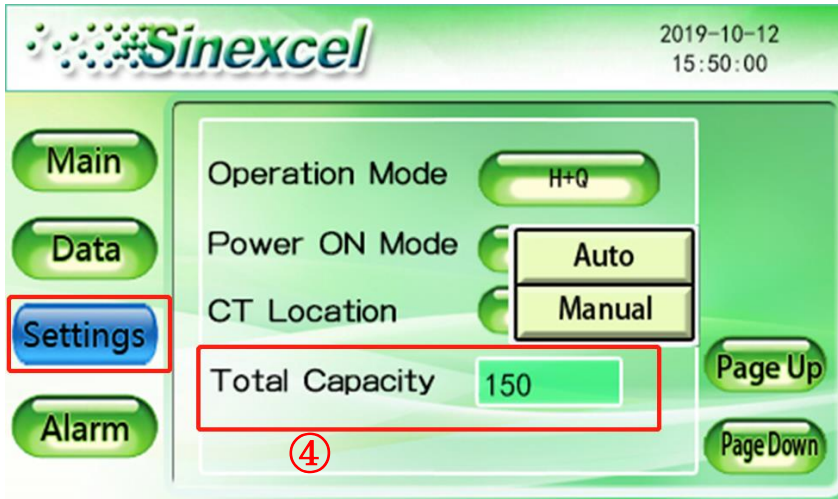 Sinexcel
2019-10-12
15:50:00
Main
Data
Settings
Alarm
Operation Mode H+Q
Power ON Mode
Auto
Manual
CT Location
Total Capacity 150
④
Page Up
Page Down